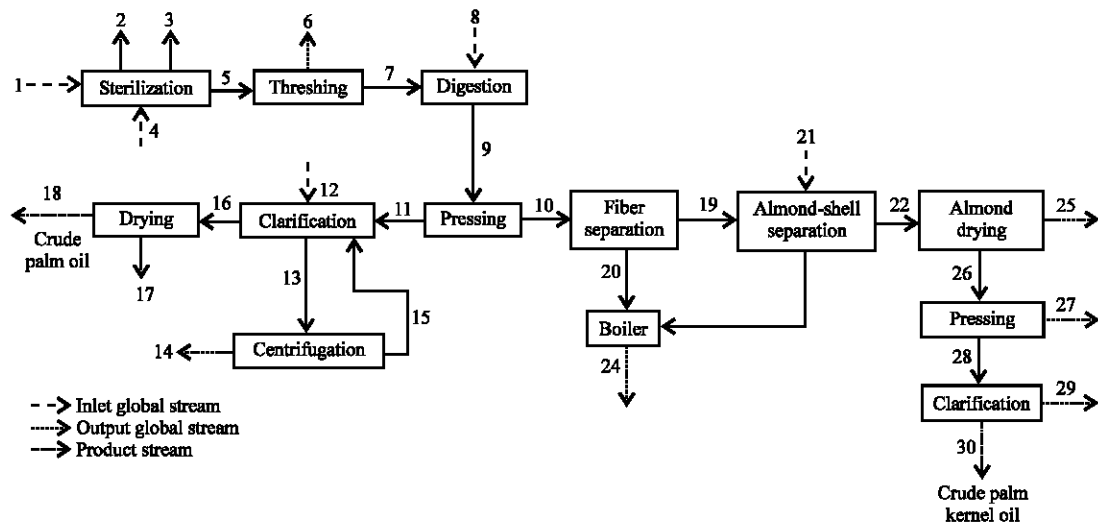 2
3
6
8
1
Sterilization
5
Threshing
7
Digestion
4
9
21
18
12
Drying
16
Clarification
11
Pressing
10
Fiber
separation
19
Almond-shell
separation
22
Almond
drying
25
Crude
palm oil
17
13
15
20
26
Boiler
Pressing
27
14
Centrifugation
24
28
Clarification
29
30
Inlet global stream
Output global stream
Product stream
Crude palm
kernel oil